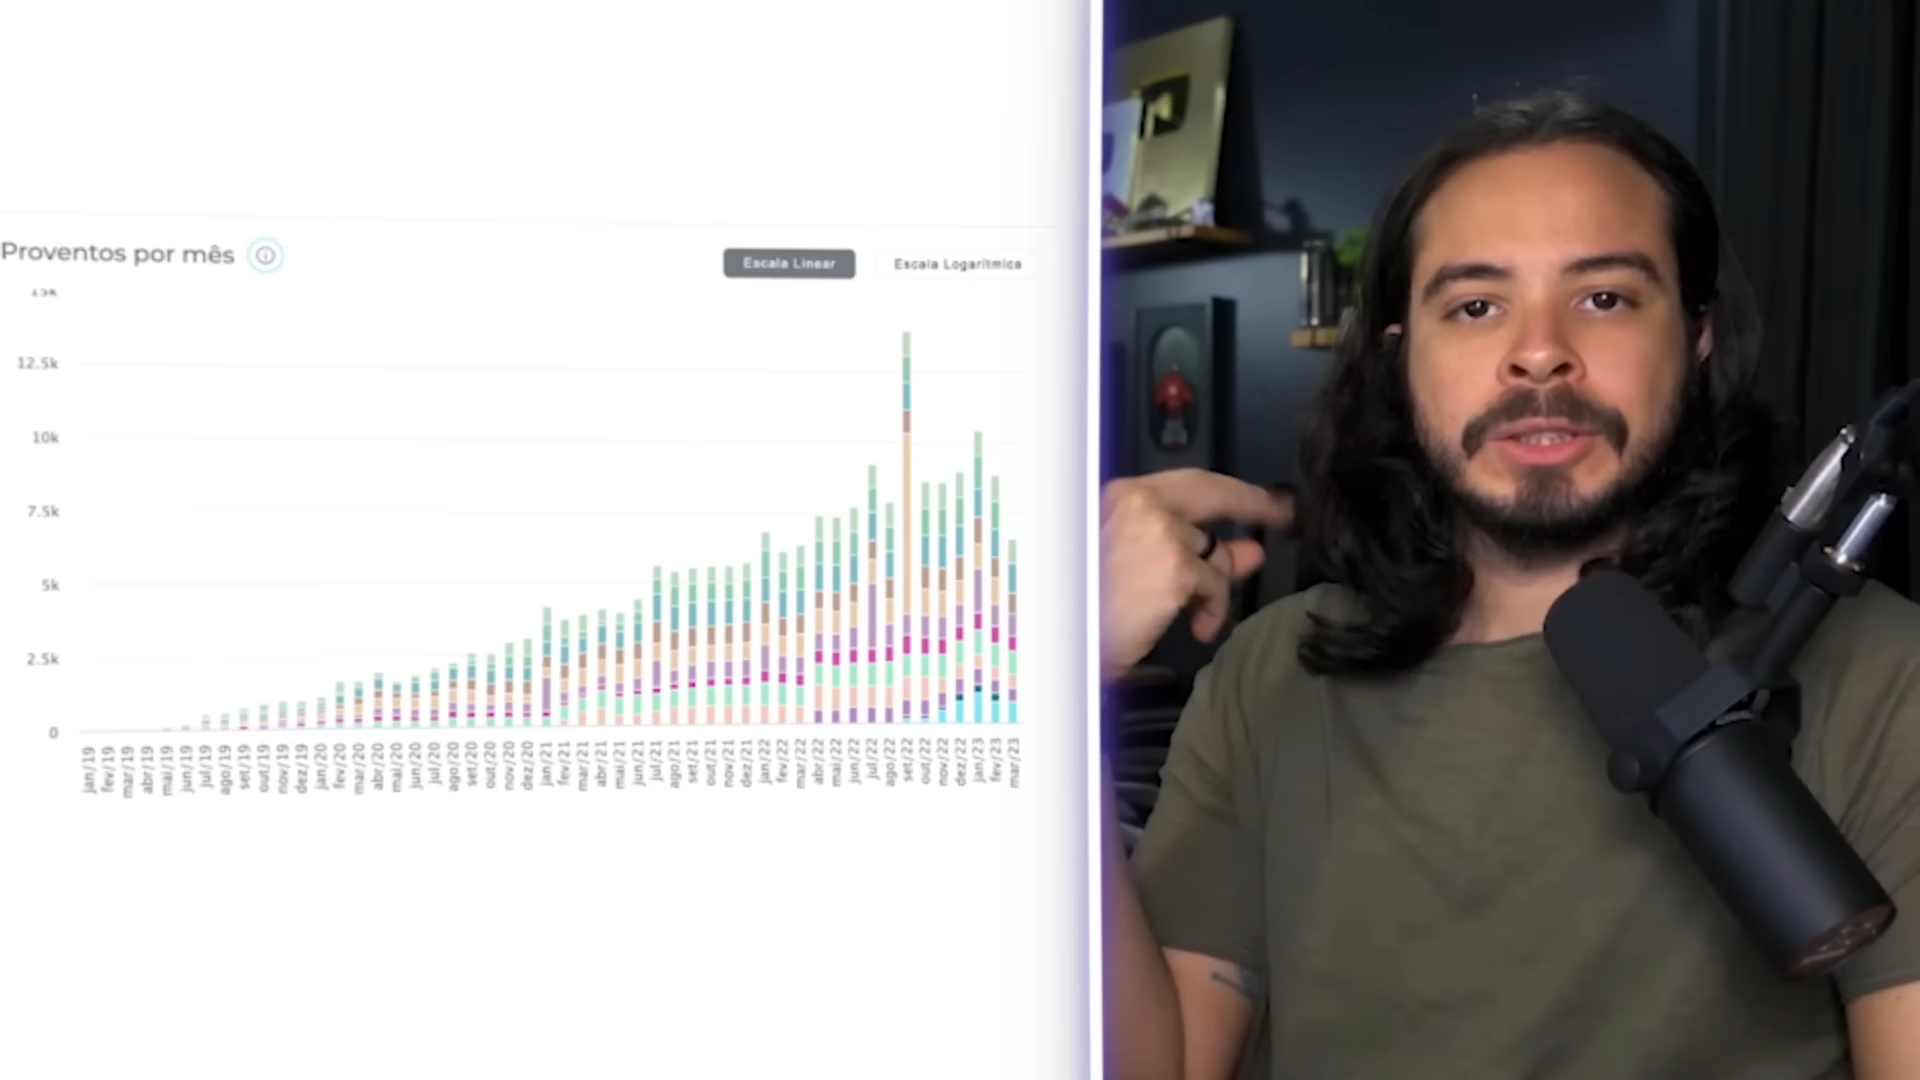 Proventos por mês
Escala Linear
Escala Logarítmica
15k
12.5k
10k
7.5k
5k
2.5k
0
jan/19
fev/19
mar/19
abr/19
mai/19
jun/19
jul/19
ago/19
set/19
out/19
nov/19
dez/19
jan/20
fev/20
mar/20
abr/20
mai/20
jun/20
jul/20
ago/20
set/20
out/20
nov/20
dez/20
jan/21
fev/21
mar/21
abr/21
mai/21
jun/21
jul/21
ago/21
set/21
out/21
nov/21
dez/21
jan/22
fev/22
mar/22
abr/22
mai/22
jun/22
jul/22
ago/22
set/22
out/22
nov/22
dez/22
jan/23
fev/23
mar/23